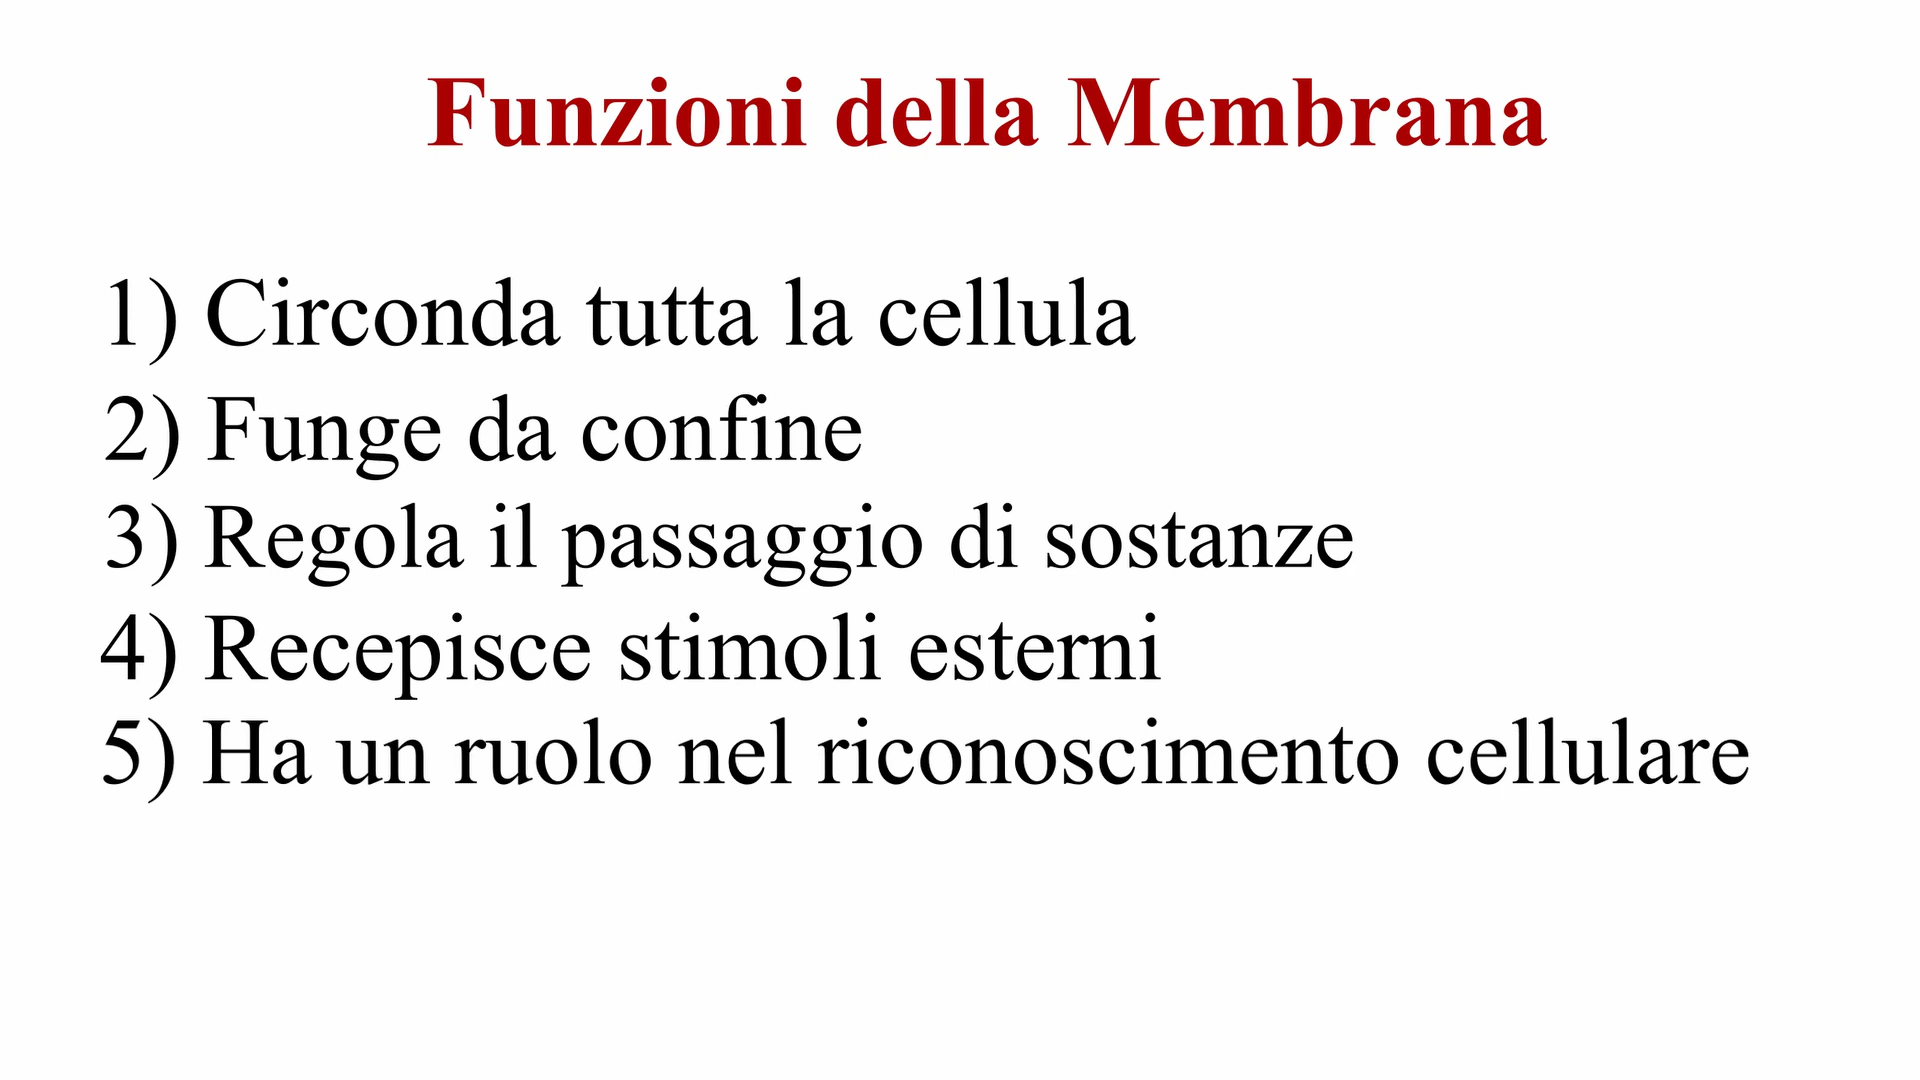 Funzioni della Membrana
1) Circonda tutta la cellula
2) Funge da confine
3) Regola il passaggio di sostanze
4) Recepisce stimoli esterni
5) Ha un ruolo nel riconoscimento cellulare